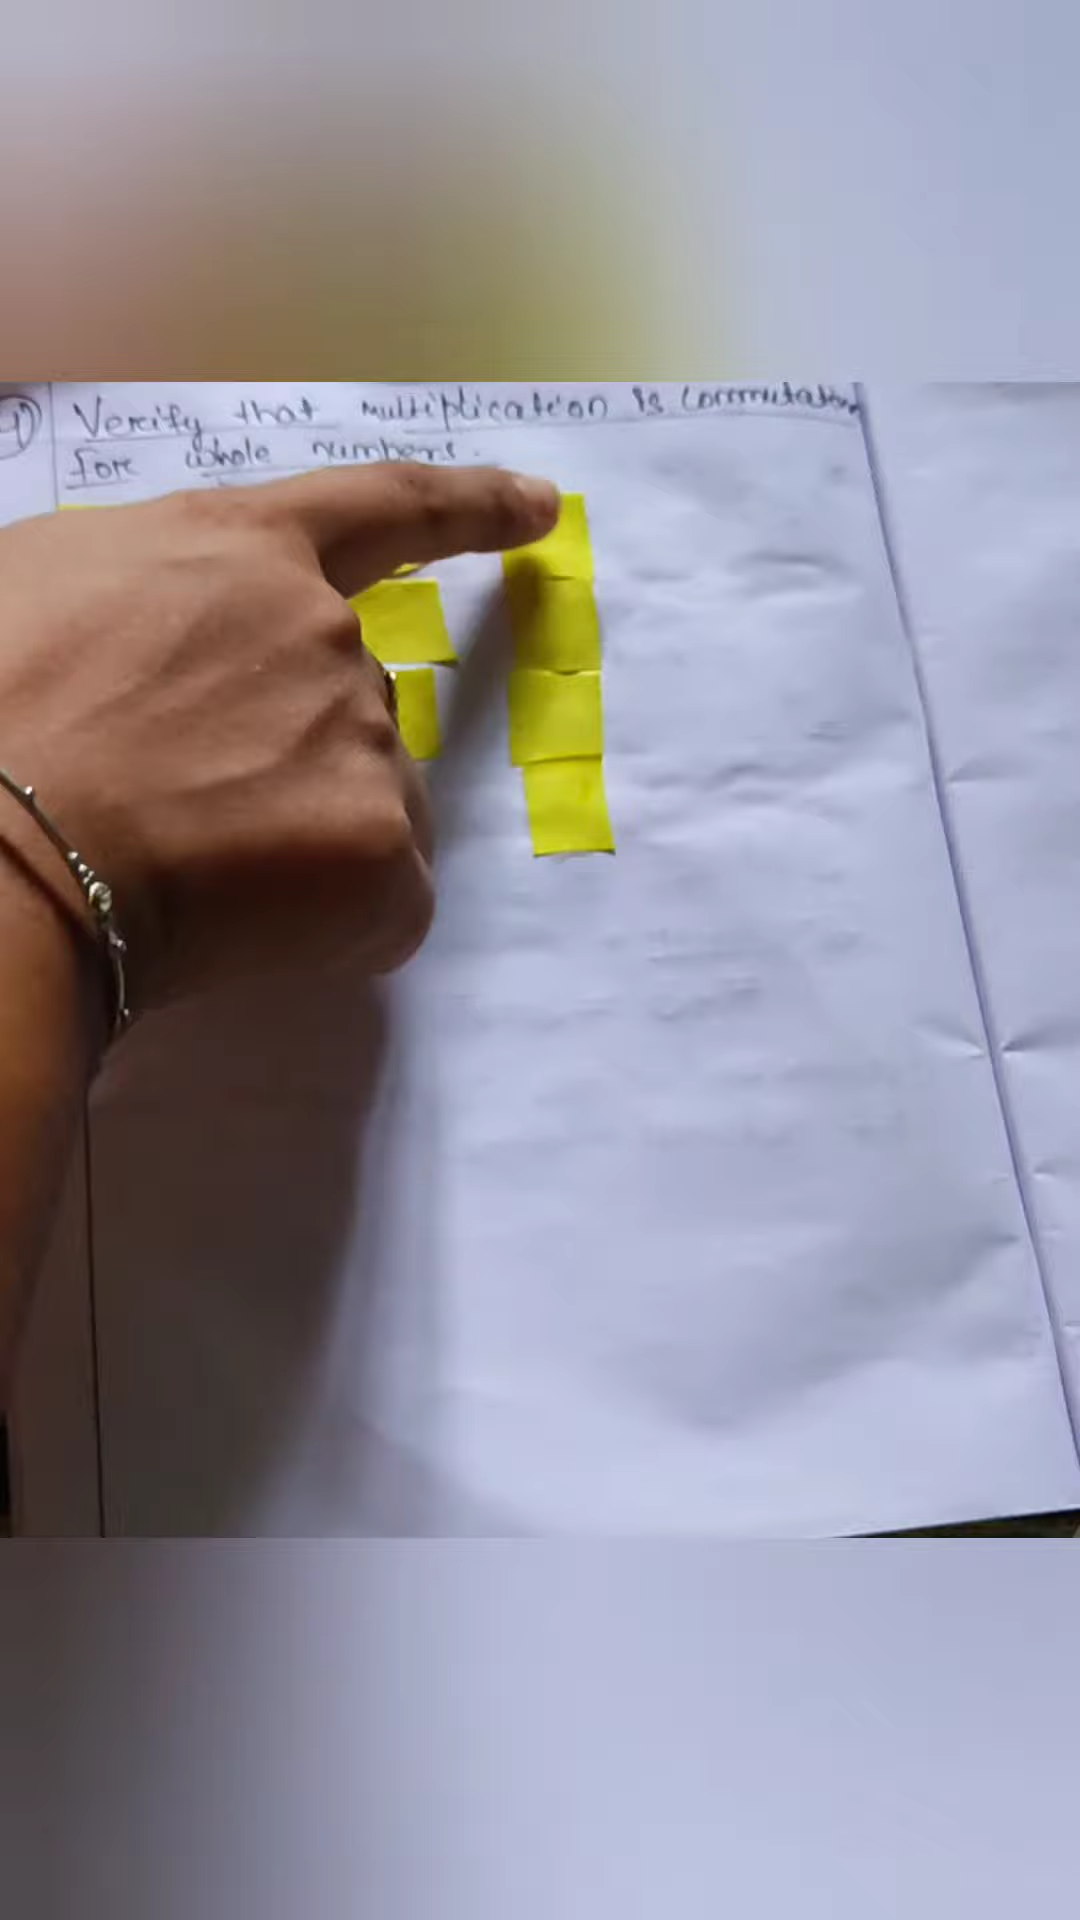 4) Verify that multiplication is commutative
for whole numbers.